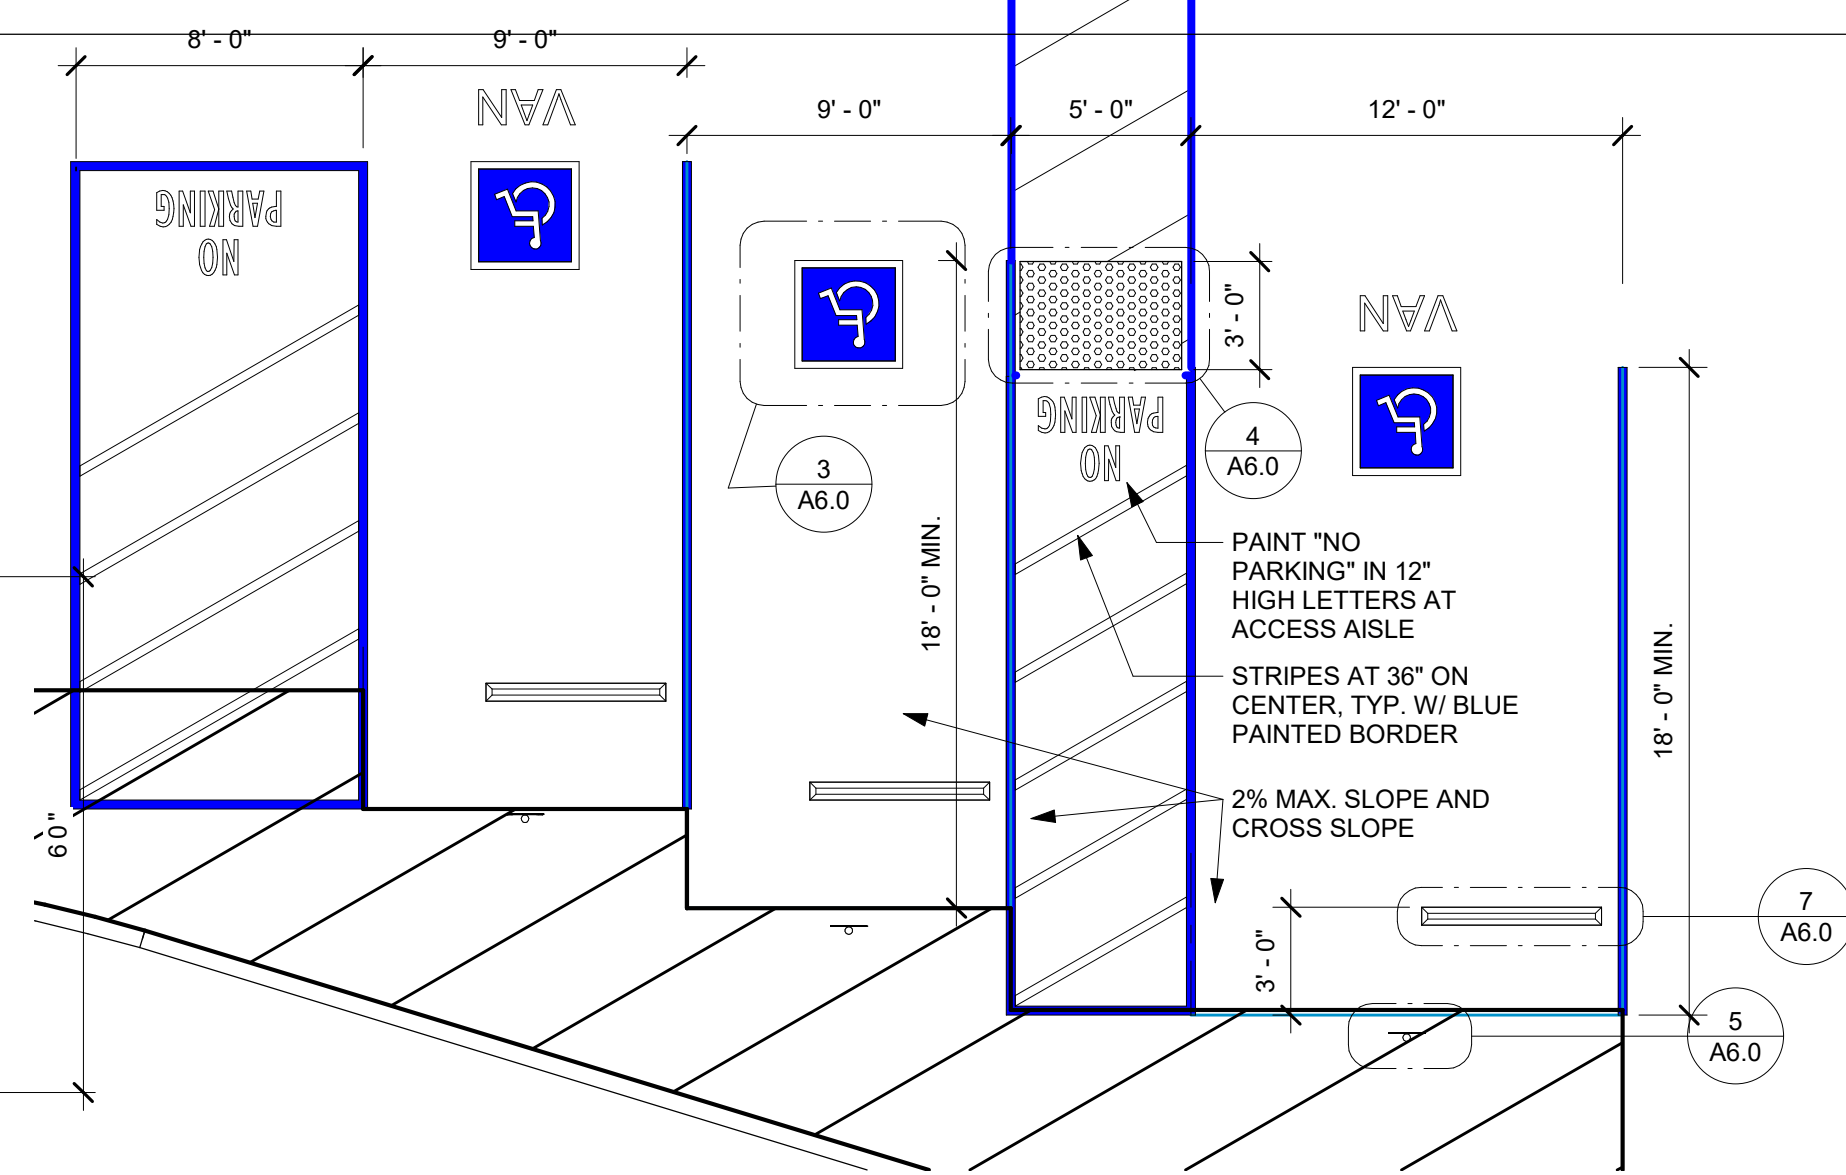 8' - 0"
9' - 0"
VAN
9' - 0"
5' - 0"
12' - 0"
NO
PARKING
VAN
3' - 0"
NO
PARKING
3
A6.0
4
A6.0
18' - 0" MIN.
PAINT "NO
PARKING" IN 12"
HIGH LETTERS AT
ACCESS AISLE
STRIPES AT 36" ON
CENTER, TYP. W/ BLUE
PAINTED BORDER
18' - 0" MIN.
2% MAX. SLOPE AND
CROSS SLOPE
3' - 0"
7
A6.0
5
A6.0